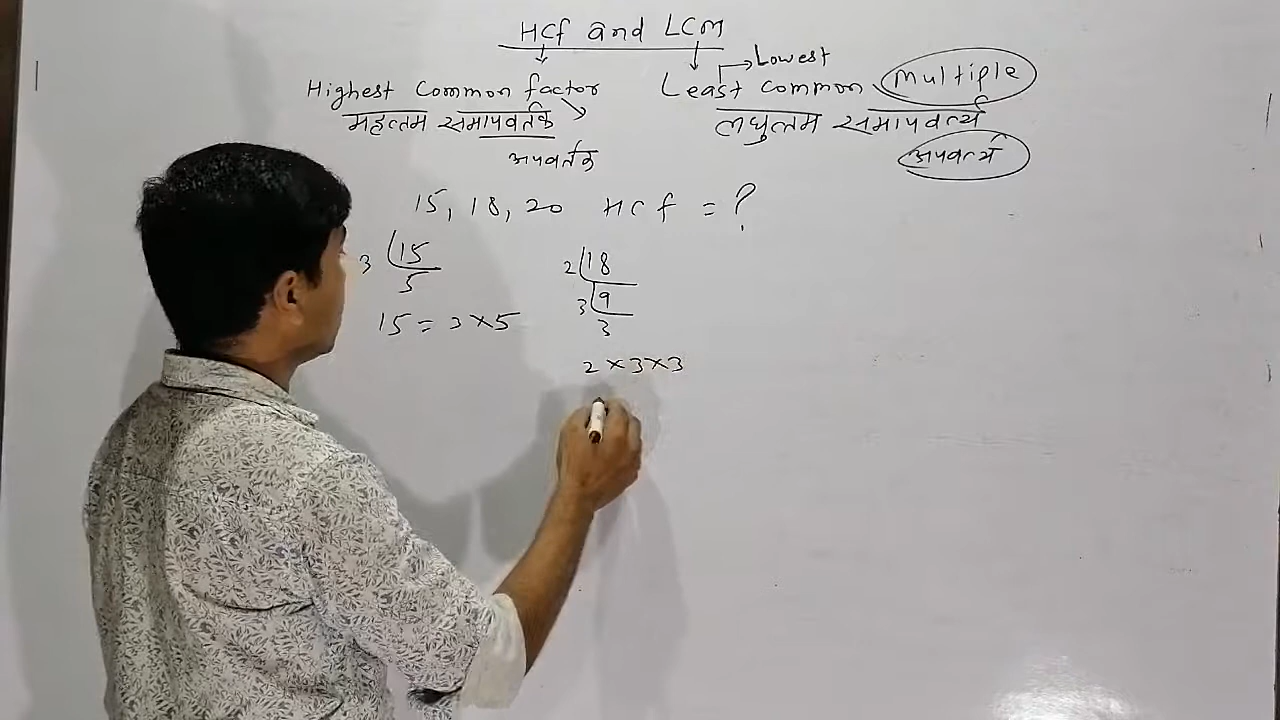 HCF and LCM
Lowest
Highest Common factor
Least common Multiple
महत्तम समापवर्तक
लघुतम समापवर्त्य
अपवर्तक
अपवर्त्य
15, 18, 20 HCF = ?
3 15
5
15 = 3×5
2 18
3 9
3
2×3×3